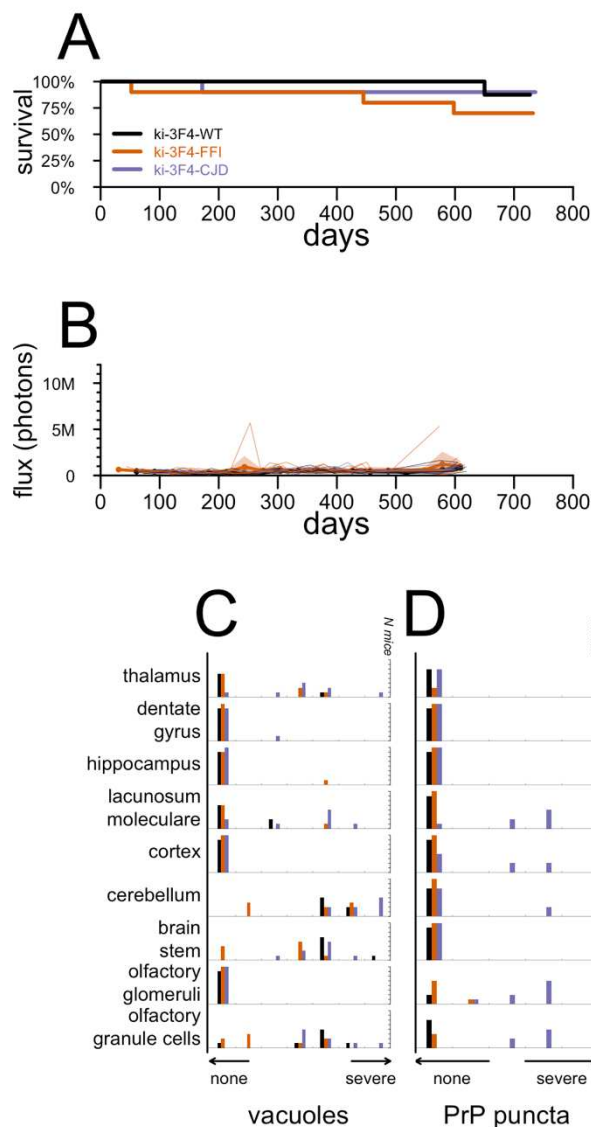 A
100%
75%
50%
25%
0%
survival
ki-3F4-WT
ki-3F4-FFI
ki-3F4-CJD
0 100 200 300 400 500 600 700 800
days
B
10M
5M
0
flux (photons)
0 100 200 300 400 500 600 700 800
days
C D
N mice
thalamus
dentate
gyrus
hippocampus
lacunosum
moleculare
cortex
cerebellum
brain
stem
olfactory
glomeruli
olfactory
granule cells
none severe none severe
vacuoles PrP puncta